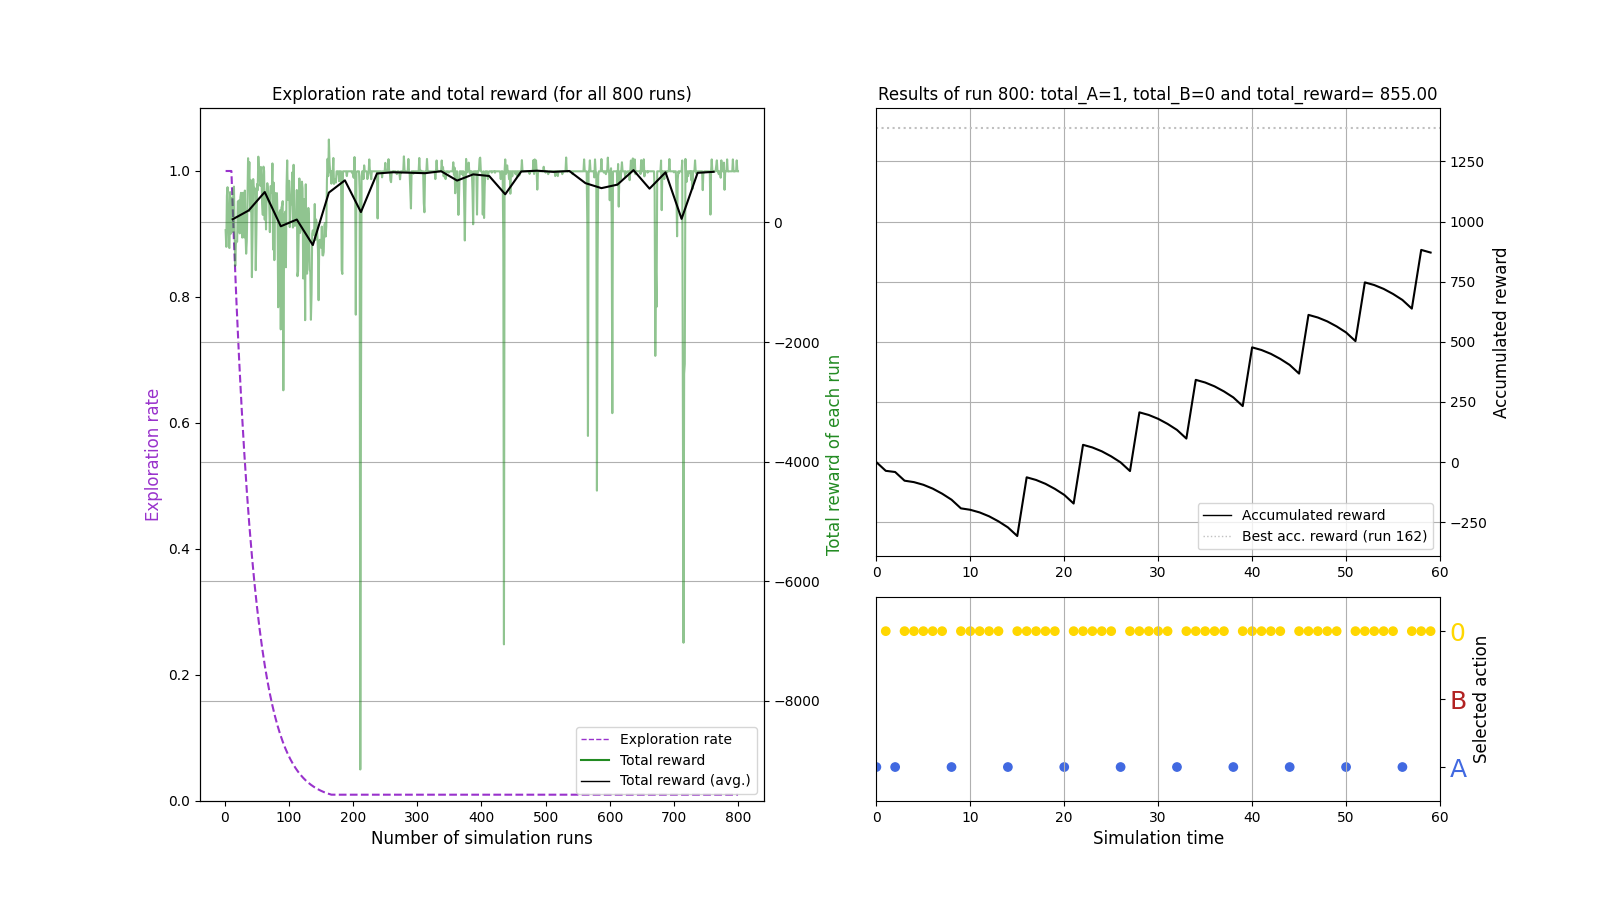 Exploration rate and total reward (for all 800 runs)
Exploration rate
1.0
0.8
0.6
0.4
0.2
0.0
0
100
200
300
400
500
600
700
800
Number of simulation runs
0
−2000
−4000
−6000
−8000
Total reward of each run
Exploration rate
Total reward
Total reward (avg.)
Results of run 800: total_A=1, total_B=0 and total_reward= 855.00
1250
1000
750
500
250
0
−250
Accumulated reward
Accumulated reward
Best acc. reward (run 162)
0
10
20
30
40
50
60
0
B
A
Selected action
0
10
20
30
40
50
60
Simulation time